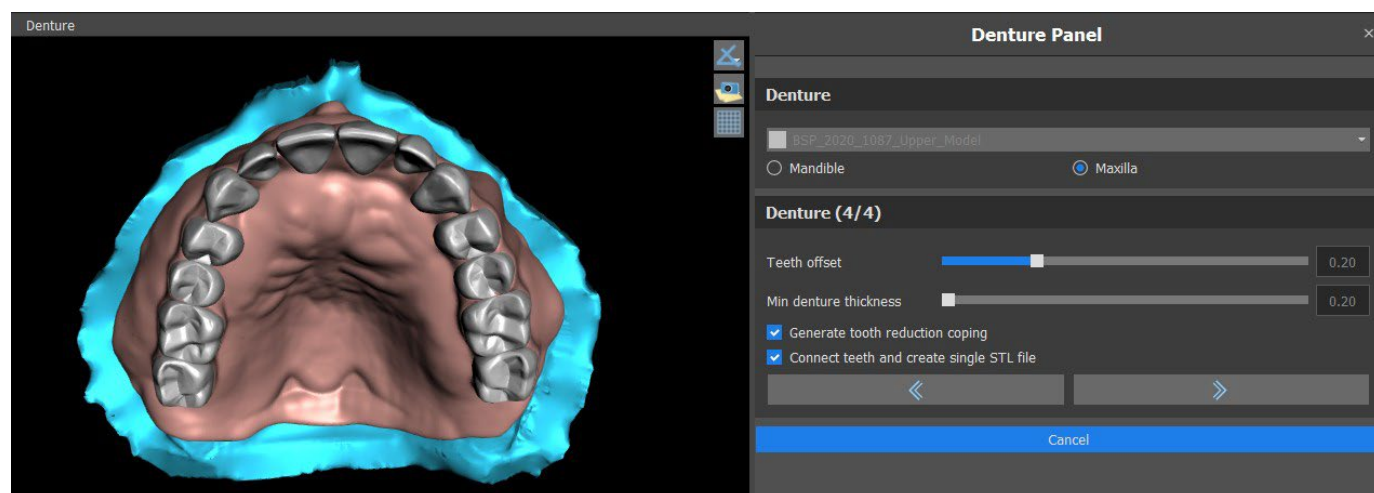 Denture
Denture Panel
×
Denture
BSP_2020_1087_Upper_Model
Mandible
Maxilla
Denture (4/4)
Teeth offset
0.20
Min denture thickness
0.20
Generate tooth reduction coping
Connect teeth and create single STL file
Cancel